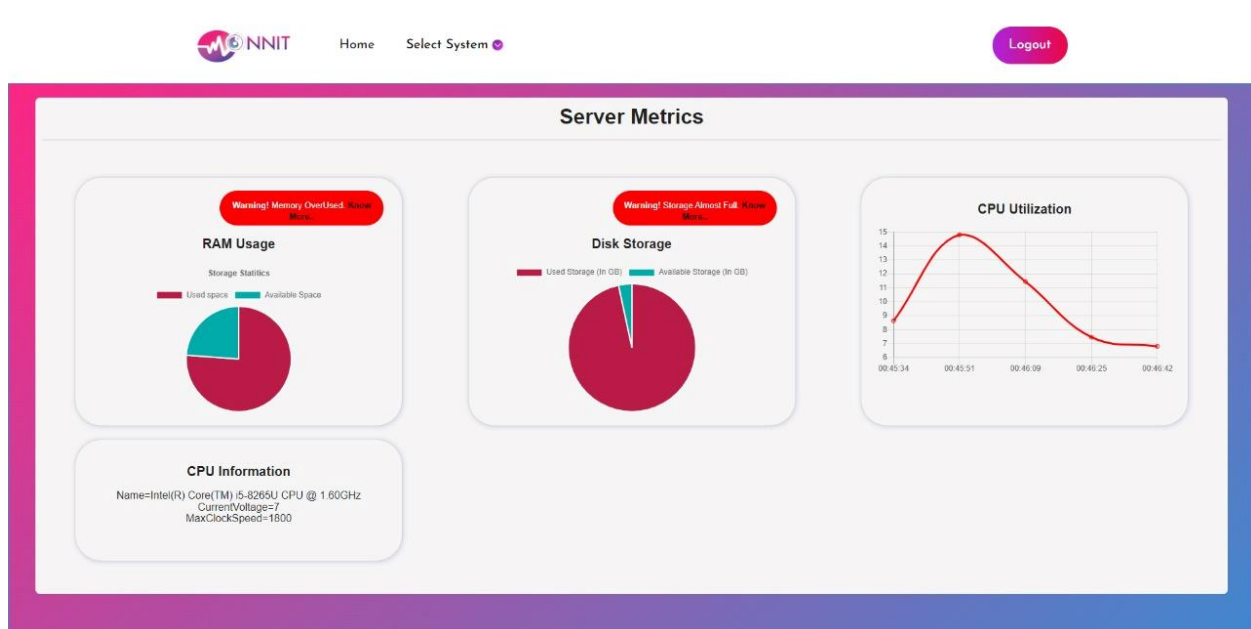 MONNIT
Home
Select System
Logout
Server Metrics
Warning! Memory OverUsed. Know
More..
RAM Usage
Storage Statitics
Used space
Available Space
Warning! Storage Almost Full. Know
More..
Disk Storage
Used Storage (In GB)
Available Storage (In GB)
CPU Utilization
15
14
13
12
11
10
9
8
7
6
00:45:34
00:45:51
00:46:09
00:46:25
00:46:42
CPU Information
Name=Intel(R) Core(TM) i5-8265U CPU @ 1.60GHz
CurrentVoltage=7
MaxClockSpeed=1800